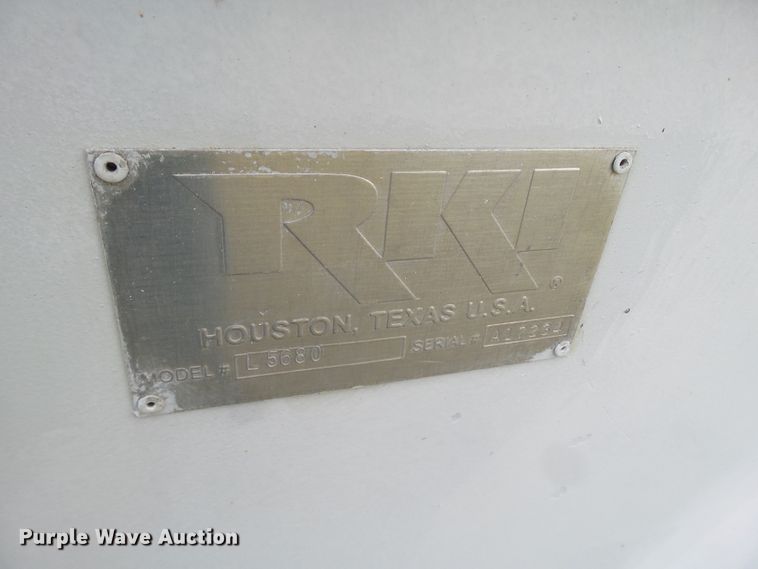 RKI
®
HOUSTON, TEXAS U.S.A.
MODEL # L 5680 SERIAL #
Purple Wave Auction